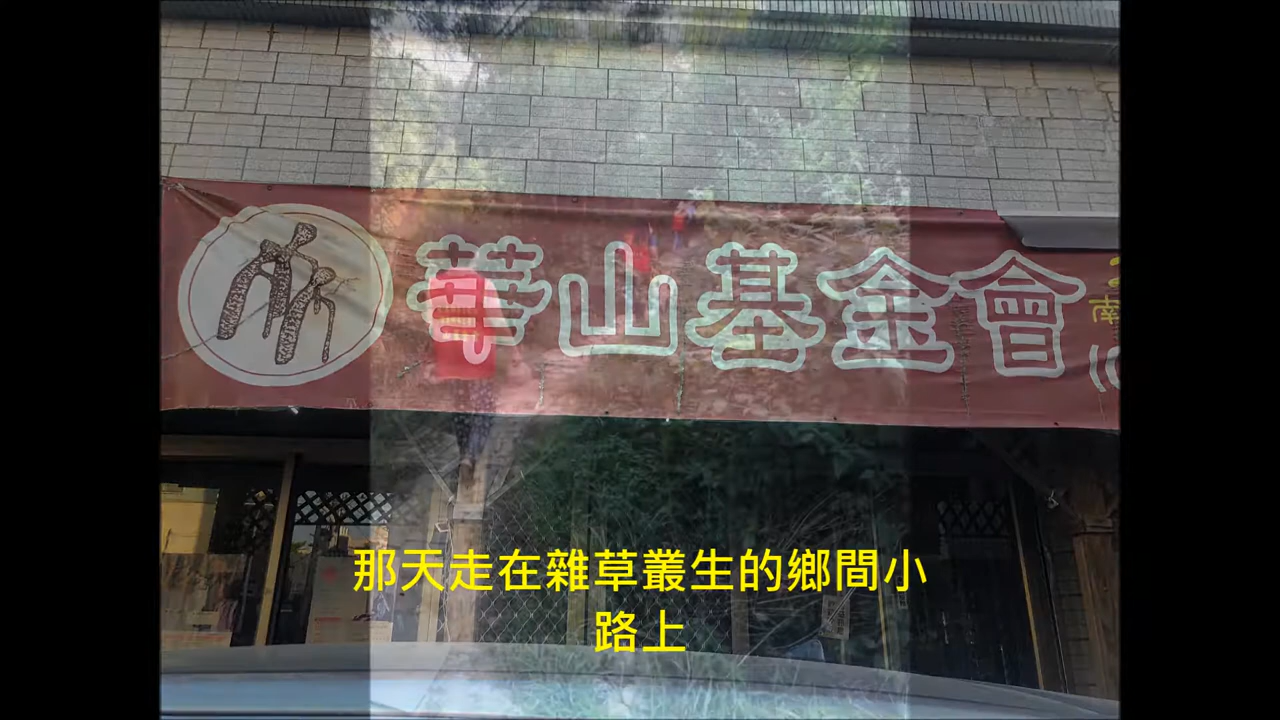 華山基金會
南
那天走在雜草叢生的鄉間小
路上